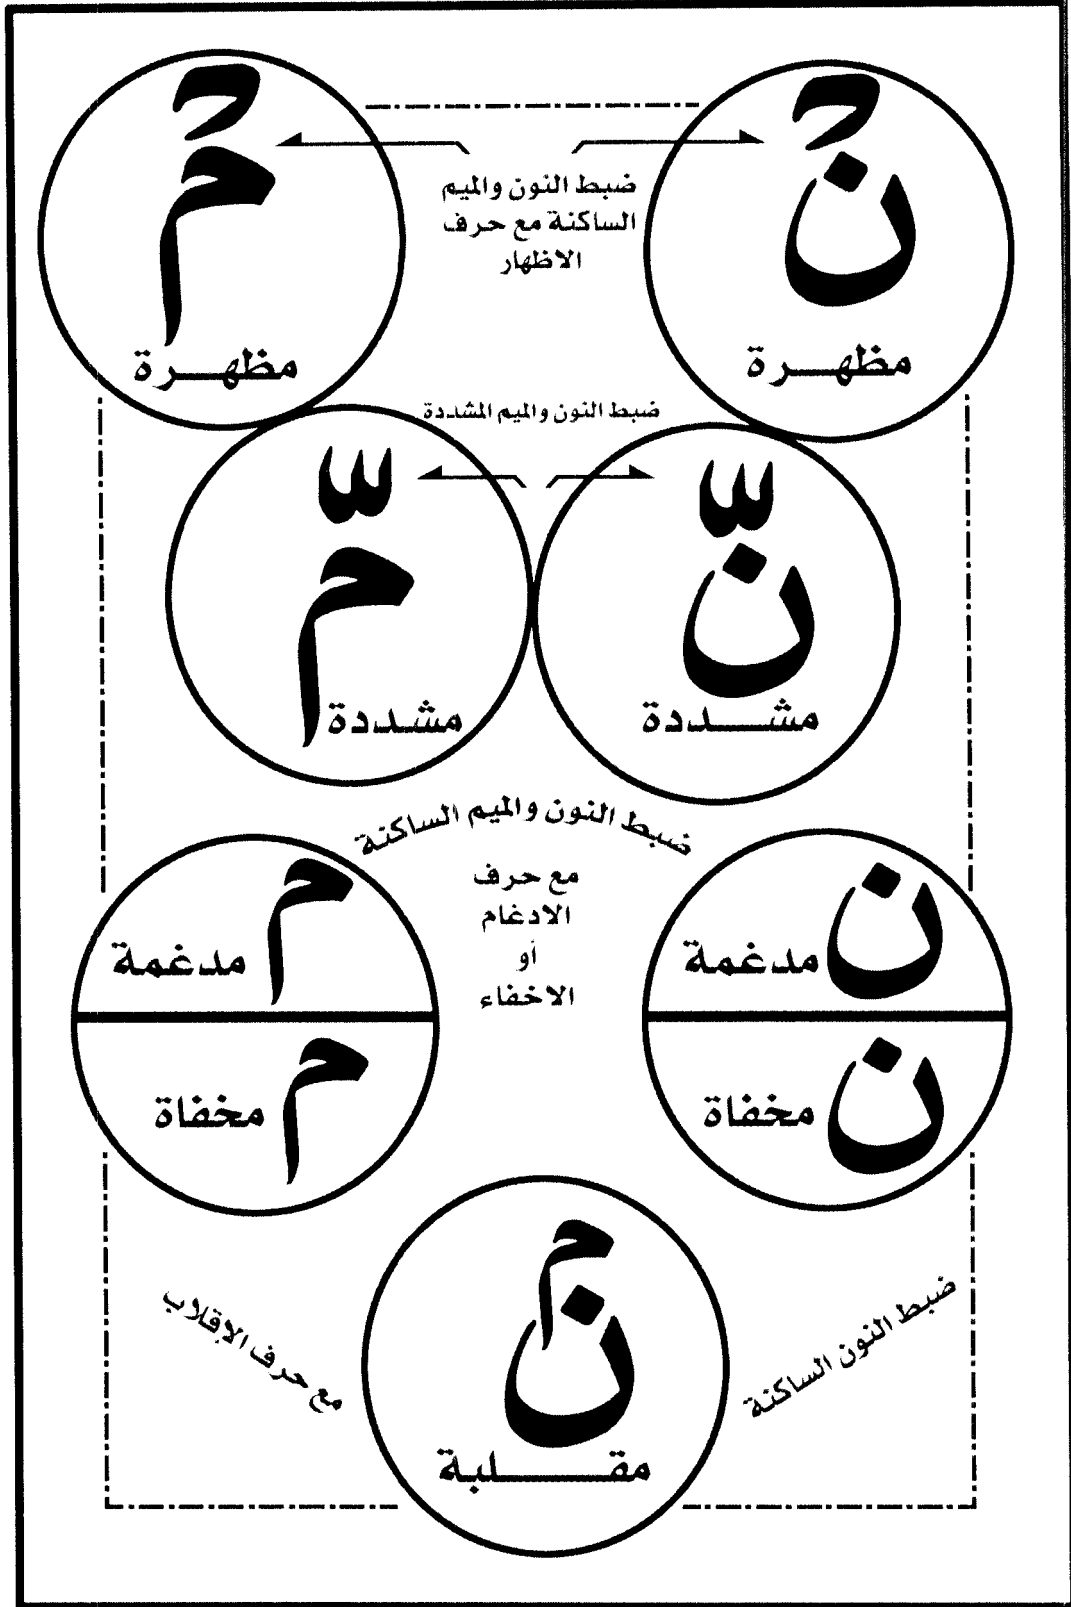 نۡ
مظهرة
ضبط النون والميم
الساكنة مع حرف
الاظهار
مۡ
مظهرة
ضبط النون والميم المشددة
نّ
مشددة
مّ
مشددة
ضبط النون والميم الساكنة
مع حرف
الادغام
أو
الاخفاء
ن مدغمة
ن مخفاة
م مدغمة
م مخفاة
نۢ
مقلبة
ضبط النون الساكنة
مع حرف الإقلاب